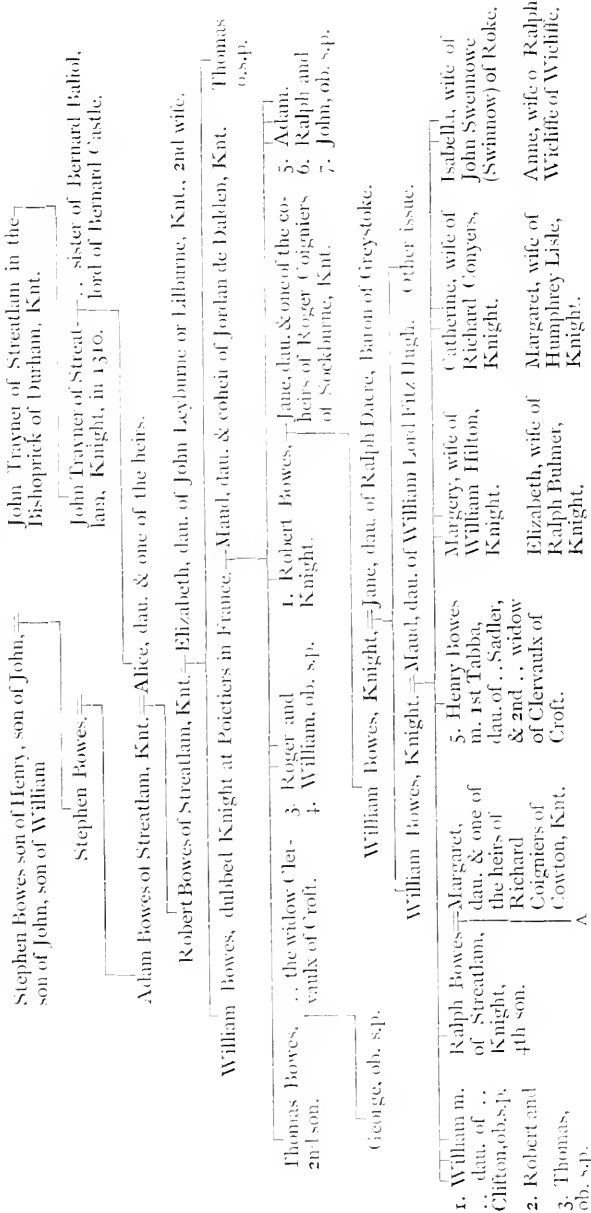 Stephen Bowes son of Henry, son of John,
son of John, son of William
John Trayner of Streatlam in the
Bishoprick of Durham, Knt.
Stephen Bowes.
John Trayner of Streat-
lam, Knight, in 1310.
.. sister of Bernard Baliol,
lord of Bernard Castle.
Adam Bowes of Streatlam, Knt.=Alice, dau. & one of the heirs.
Robert Bowes of Streatlam, Knt.=Elizabeth, dau. of John Leyburne or Lilburne, Knt., 2nd wife.
William Bowes, dubbed Knight at Poictiers in France.=Maud, dau. & coheir of Jordan de Dalden, Knt.
Thomas
o.s.p.
Thomas Bowes,
2nd son.
.. the widow Cler-
vaulx of Croft.
3. Roger and
4. William, ob. s.p.
1. Robert Bowes,
Knight.
=Jane, dau. & one of the co-
heirs of Roger Coigniers
of Sockburne, Knt.
5. Adam.
6. Ralph and
7. John, ob. s.p.
George, ob. s.p.
William Bowes, Knight.=Jane, dau. of Ralph Dacre, Baron of Greystoke.
William Bowes, Knight.=Maud, dau. of William Lord Fitz Hugh.
Other issue.
1. William m.
.. dau. of ..
Clifton, ob.s.p.
2. Robert and
3. Thomas,
ob. s.p.
Ralph Bowes
of Streatlam,
Knight,
4th son.
=Margaret,
dau. & one of
the heirs of
Richard
Coigniers of
Cowton, Knt.
A
5. Henry Bowes
m. 1st Tabba,
dau. of .. Sadler,
& 2nd .. widow
of Clervaulx of
Croft.
Margery, wife of
William Hilton,
Knight.
Elizabeth, wife of
Ralph Bulmer,
Knight.
Catherine, wife of
Richard Conyers,
Knight.
Margaret, wife of
Humphrey Lisle,
Knight.
Isabella, wife of
John Swennowe
(Swinnow) of Roke.
Anne, wife o Ralph
Wicliffe of Wicliffe.